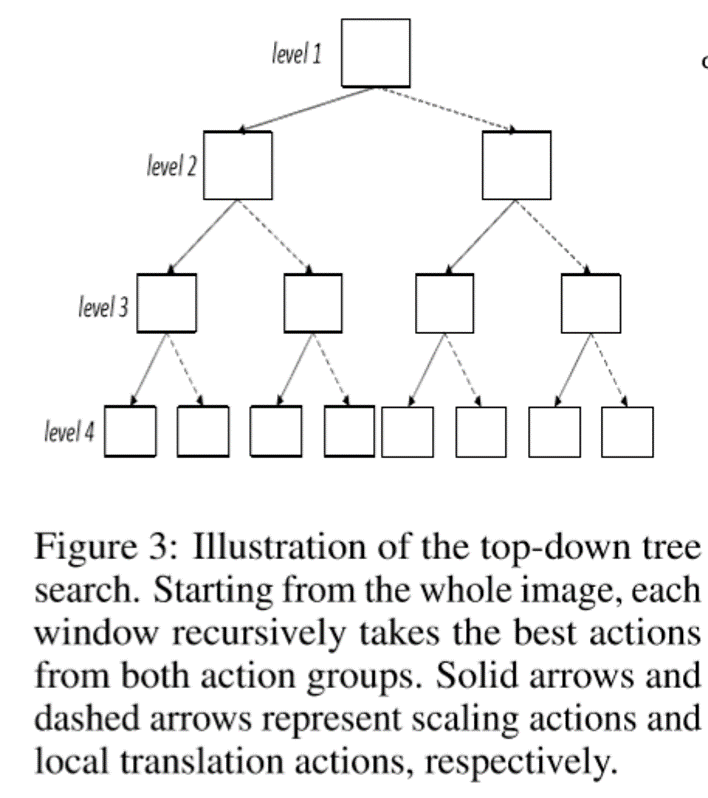 level 1
level 2
level 3
level 4
Figure 3: Illustration of the top-down tree
search. Starting from the whole image, each
window recursively takes the best actions
from both action groups. Solid arrows and
dashed arrows represent scaling actions and
local translation actions, respectively.